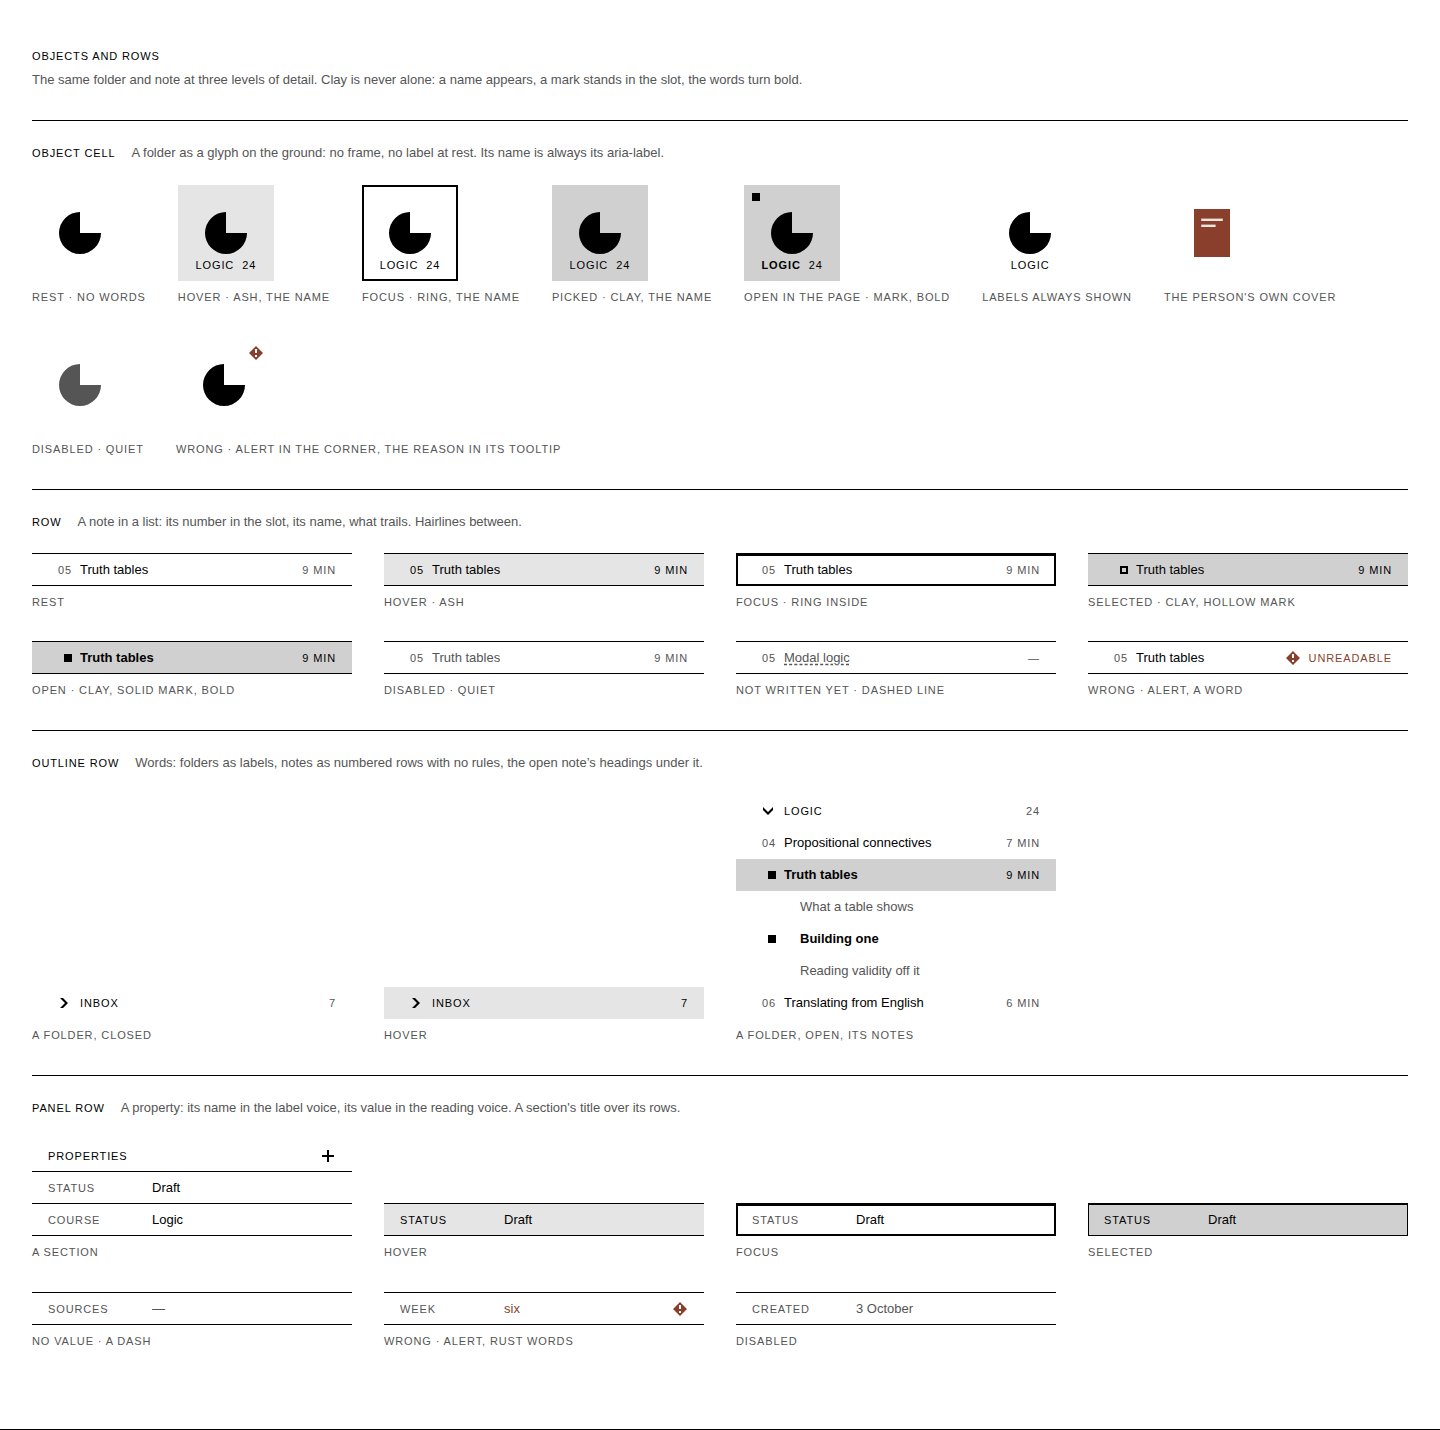 OBJECTS AND ROWS
The same folder and note at three levels of detail. Clay is never alone: a name appears, a mark stands in the slot, the words turn bold.
OBJECT CELL A folder as a glyph on the ground: no frame, no label at rest. Its name is always its aria-label.
LOGIC 24 LOGIC 24 LOGIC 24 LOGIC 24 LOGIC
REST · NO WORDS HOVER · ASH, THE NAME FOCUS · RING, THE NAME PICKED · CLAY, THE NAME OPEN IN THE PAGE · MARK, BOLD LABELS ALWAYS SHOWN THE PERSON'S OWN COVER
DISABLED · QUIET WRONG · ALERT IN THE CORNER, THE REASON IN ITS TOOLTIP
ROW A note in a list: its number in the slot, its name, what trails. Hairlines between.
05 Truth tables 9 MIN 05 Truth tables 9 MIN 05 Truth tables 9 MIN Truth tables 9 MIN
REST HOVER · ASH FOCUS · RING INSIDE SELECTED · CLAY, HOLLOW MARK
Truth tables 9 MIN 05 Truth tables 9 MIN 05 Modal logic — 05 Truth tables UNREADABLE
OPEN · CLAY, SOLID MARK, BOLD DISABLED · QUIET NOT WRITTEN YET · DASHED LINE WRONG · ALERT, A WORD
OUTLINE ROW Words: folders as labels, notes as numbered rows with no rules, the open note’s headings under it.
LOGIC 24
04 Propositional connectives 7 MIN
Truth tables 9 MIN
What a table shows
Building one
Reading validity off it
INBOX 7 INBOX 7 06 Translating from English 6 MIN
A FOLDER, CLOSED HOVER A FOLDER, OPEN, ITS NOTES
PANEL ROW A property: its name in the label voice, its value in the reading voice. A section's title over its rows.
PROPERTIES
STATUS Draft
COURSE Logic STATUS Draft STATUS Draft STATUS Draft
A SECTION HOVER FOCUS SELECTED
SOURCES — WEEK six CREATED 3 October
NO VALUE · A DASH WRONG · ALERT, RUST WORDS DISABLED